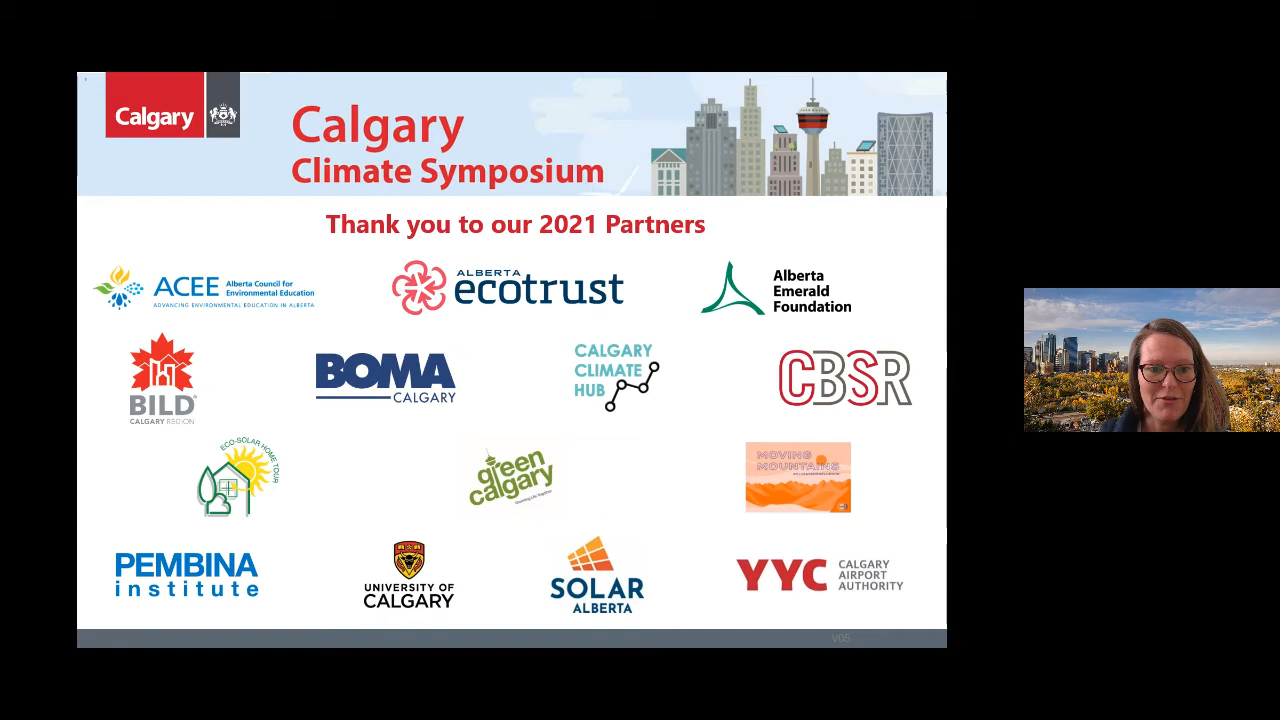 Calgary
Calgary
Climate Symposium
Thank you to our 2021 Partners
ACEE Alberta Council for
Environmental Education
ADVANCING ENVIRONMENTAL EDUCATION IN ALBERTA
ALBERTA
ecotrust
Alberta
Emerald
Foundation
BILD
CALGARY REGION
BOMA
CALGARY
CALGARY
CLIMATE
HUB
CBSR
ECO-SOLAR HOME TOUR
green
calgary
MOVING
MOUNTAINS
PEMBINA
institute
UNIVERSITY OF
CALGARY
SOLAR
ALBERTA
YYC CALGARY
AIRPORT
AUTHORITY
V05